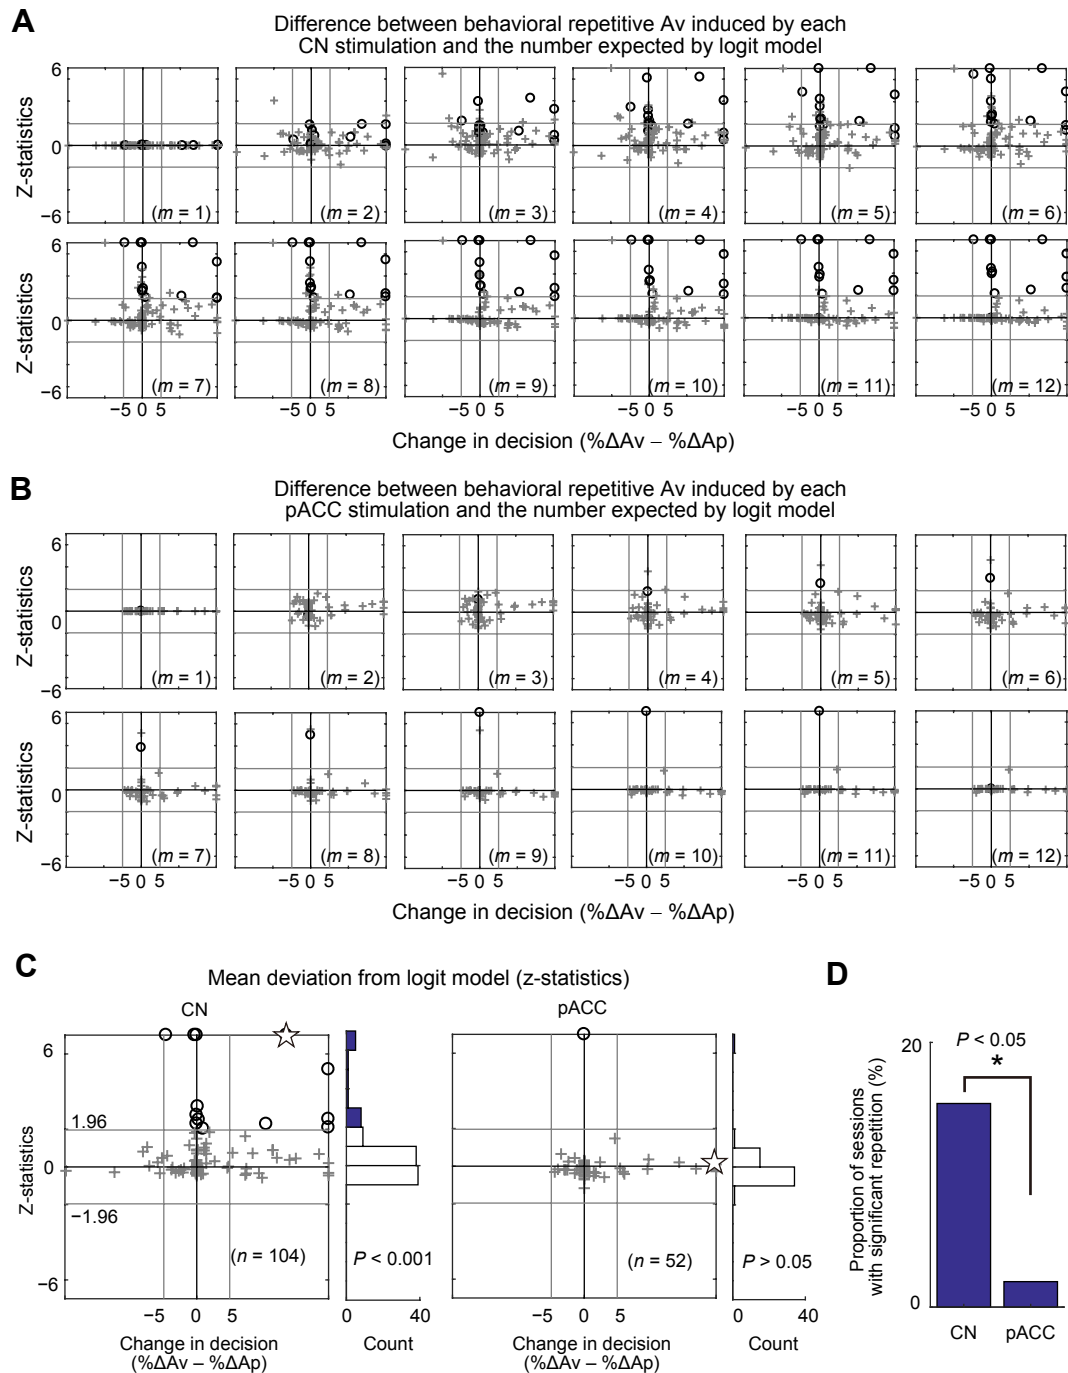 A
Difference between behavioral repetitive Av induced by each
CN stimulation and the number expected by logit model
Z-statistics
6
0
−6
(m = 1)
(m = 2)
(m = 3)
(m = 4)
(m = 5)
(m = 6)
Z-statistics
6
0
−6
(m = 7)
(m = 8)
(m = 9)
(m = 10)
(m = 11)
(m = 12)
−5 0 5
−5 0 5
−5 0 5
−5 0 5
−5 0 5
−5 0 5
Change in decision (%ΔAv – %ΔAp)
B
Difference between behavioral repetitive Av induced by each
pACC stimulation and the number expected by logit model
Z-statistics
6
0
−6
(m = 1)
(m = 2)
(m = 3)
(m = 4)
(m = 5)
(m = 6)
Z-statistics
6
0
−6
(m = 7)
(m = 8)
(m = 9)
(m = 10)
(m = 11)
(m = 12)
−5 0 5
−5 0 5
−5 0 5
−5 0 5
−5 0 5
−5 0 5
Change in decision (%ΔAv – %ΔAp)
C
Mean deviation from logit model (z-statistics)
CN
Z-statistics
6
1.96
0
−1.96
−6
(n = 104)
−5 0 5
Change in decision
(%ΔAv – %ΔAp)
P < 0.001
0 40
Count
pACC
(n = 52)
−5 0 5
Change in decision
(%ΔAv – %ΔAp)
P > 0.05
0 40
Count
D
Proportion of sessions
with significant repetition (%)
20
0
P < 0.05
*
CN pACC